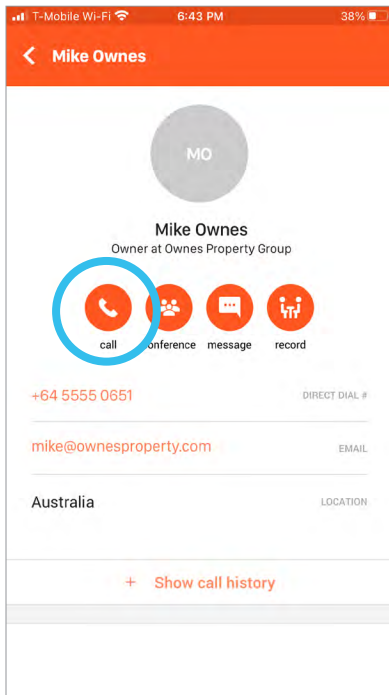 T-Mobile Wi-Fi 6:43 PM 38%
Mike Ownes
MO
Mike Ownes
Owner at Ownes Property Group
call onference message record
+64 5555 0651 DIRECT DIAL #
mike@ownesproperty.com EMAIL
Australia LOCATION
+ Show call history